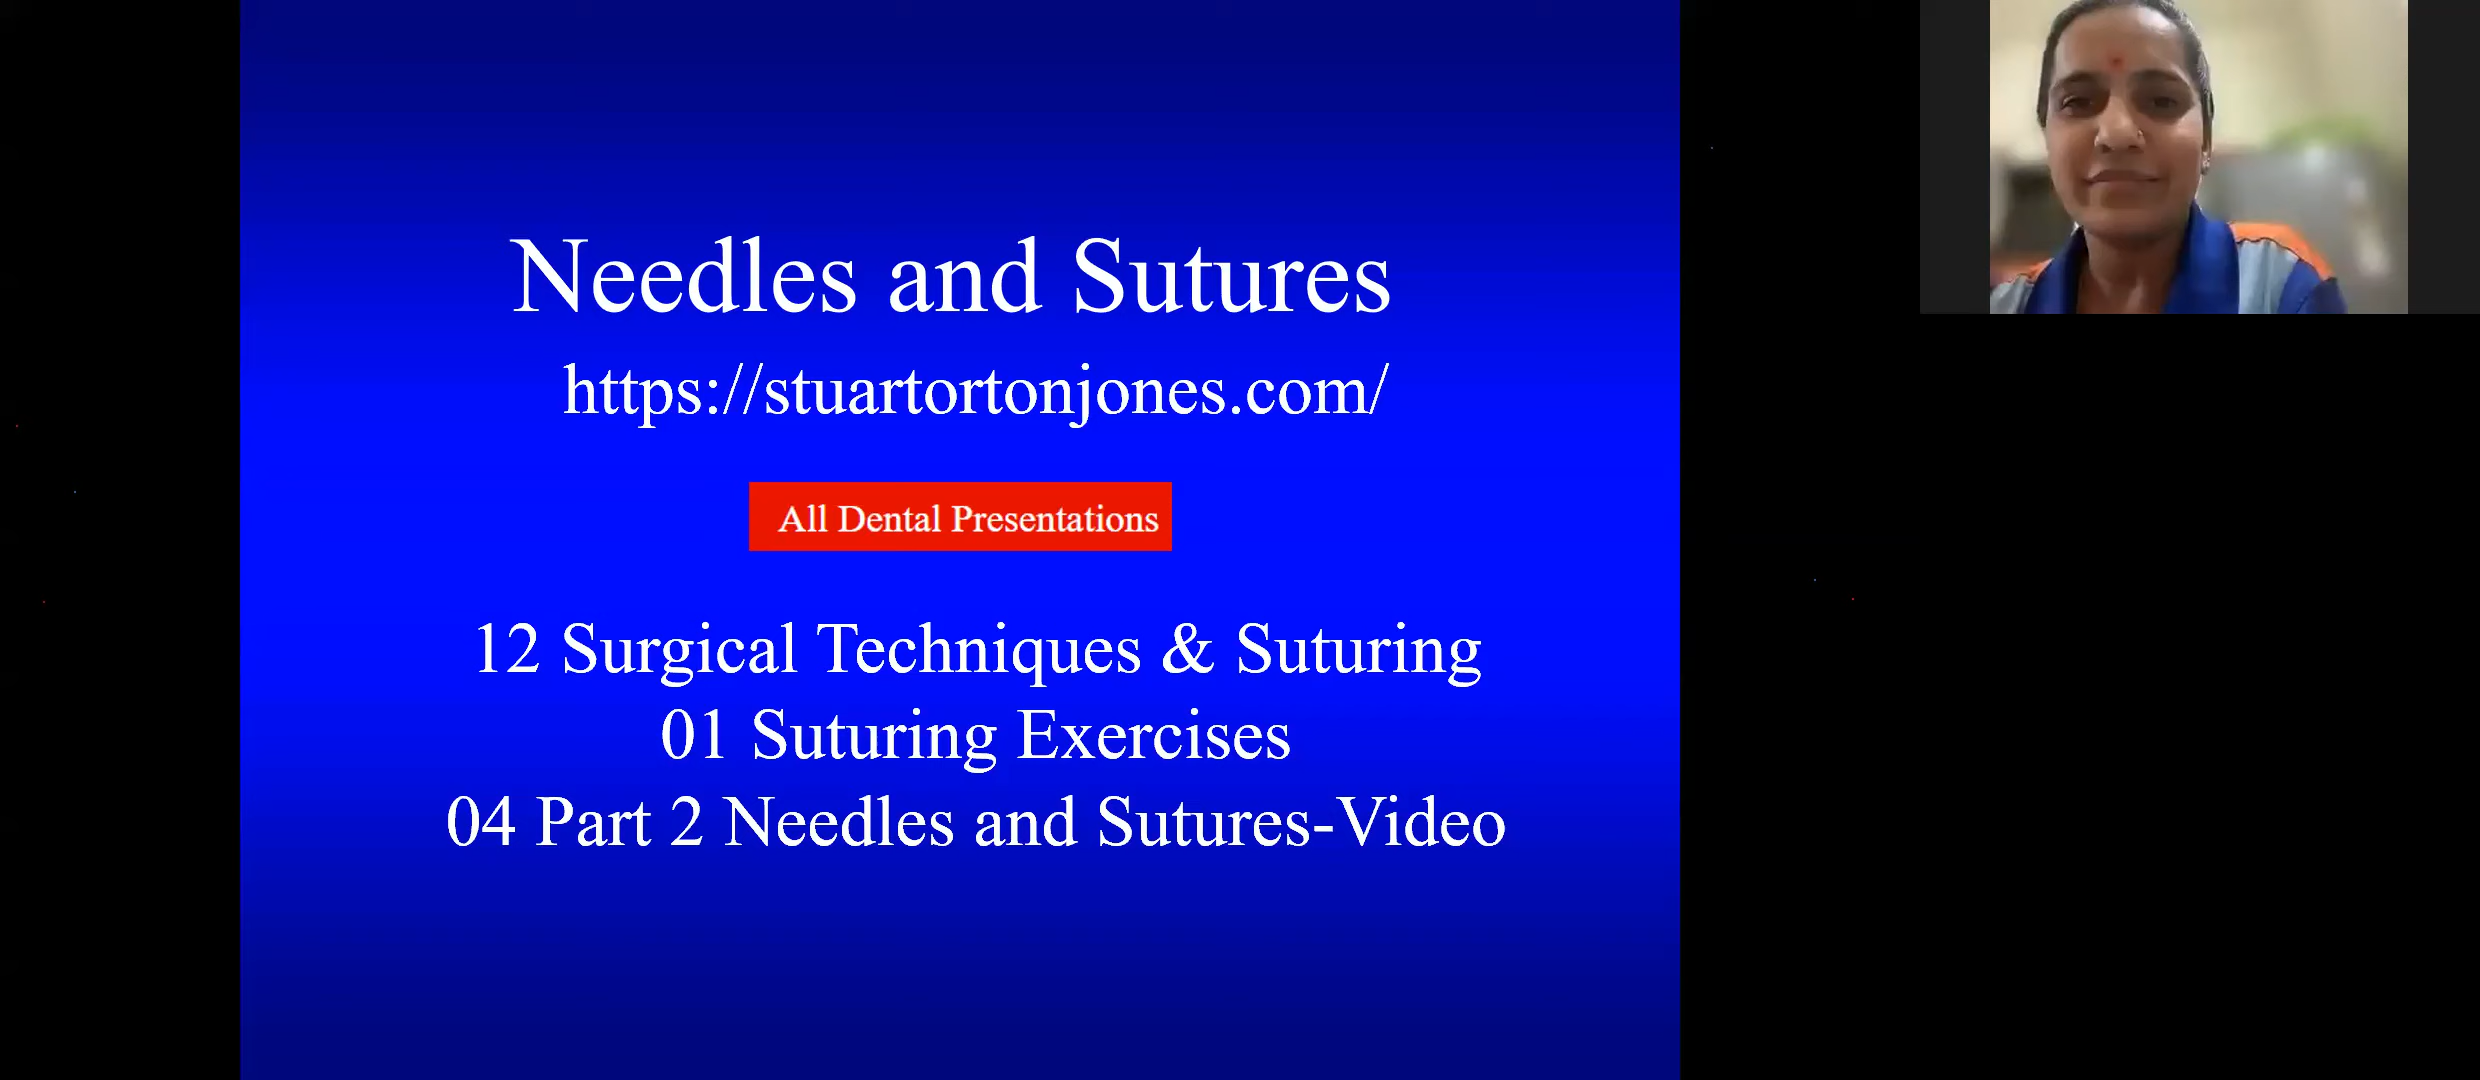 Needles and Sutures
https://stuartortonjones.com/
All Dental Presentations
12 Surgical Techniques & Suturing
01 Suturing Exercises
04 Part 2 Needles and Sutures-Video